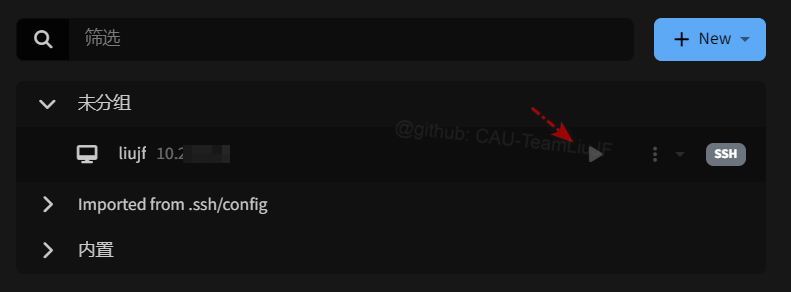 筛选
New
未分组
liujf 10.2
SSH
@github: CAU-TeamLiuJF
Imported from .ssh/config
内置